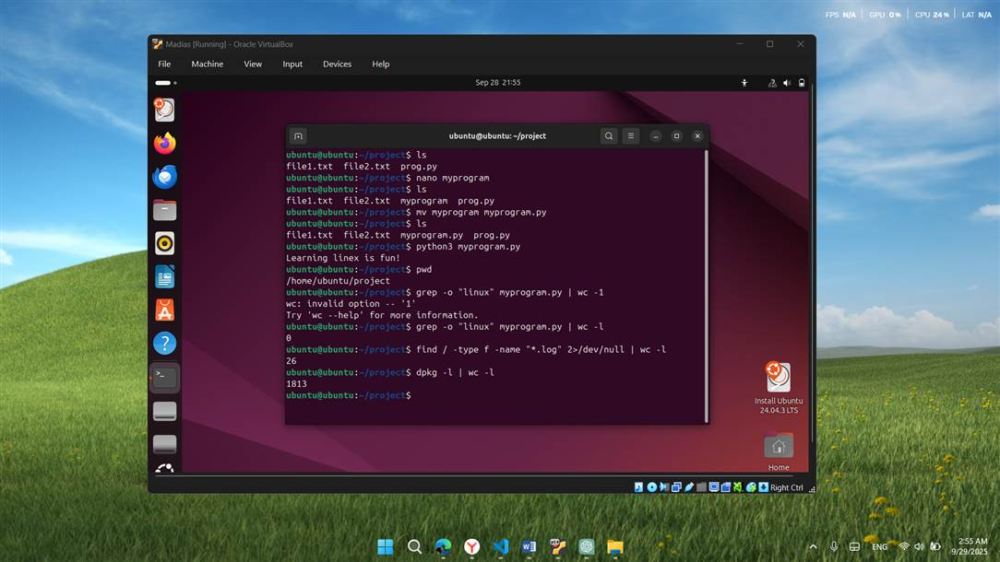 FPS N/A GPU 0% CPU 24% LAT N/A
Madias [Running] - Oracle VirtualBox
File Machine View Input Devices Help
Sep 28 21:55
ubuntu@ubuntu: ~/project
ubuntu@ubuntu:~/project$ ls
file1.txt file2.txt prog.py
ubuntu@ubuntu:~/project$ nano myprogram
ubuntu@ubuntu:~/project$ ls
file1.txt file2.txt myprogram prog.py
ubuntu@ubuntu:~/project$ mv myprogram myprogram.py
ubuntu@ubuntu:~/project$ ls
file1.txt file2.txt myprogram.py prog.py
ubuntu@ubuntu:~/project$ python3 myprogram.py
Learning linex is fun!
ubuntu@ubuntu:~/project$ pwd
/home/ubuntu/project
ubuntu@ubuntu:~/project$ grep -o "linux" myprogram.py | wc -1
wc: invalid option -- '1'
Try 'wc --help' for more information.
ubuntu@ubuntu:~/project$ grep -o "linux" myprogram.py | wc -l
0
ubuntu@ubuntu:~/project$ find / -type f -name "*.log" 2>/dev/null | wc -l
26
ubuntu@ubuntu:~/project$ dpkg -l | wc -l
1813
ubuntu@ubuntu:~/project$
Install Ubuntu
24.04.3 LTS
Home
Right Ctrl
ENG
2:55 AM
9/29/2025